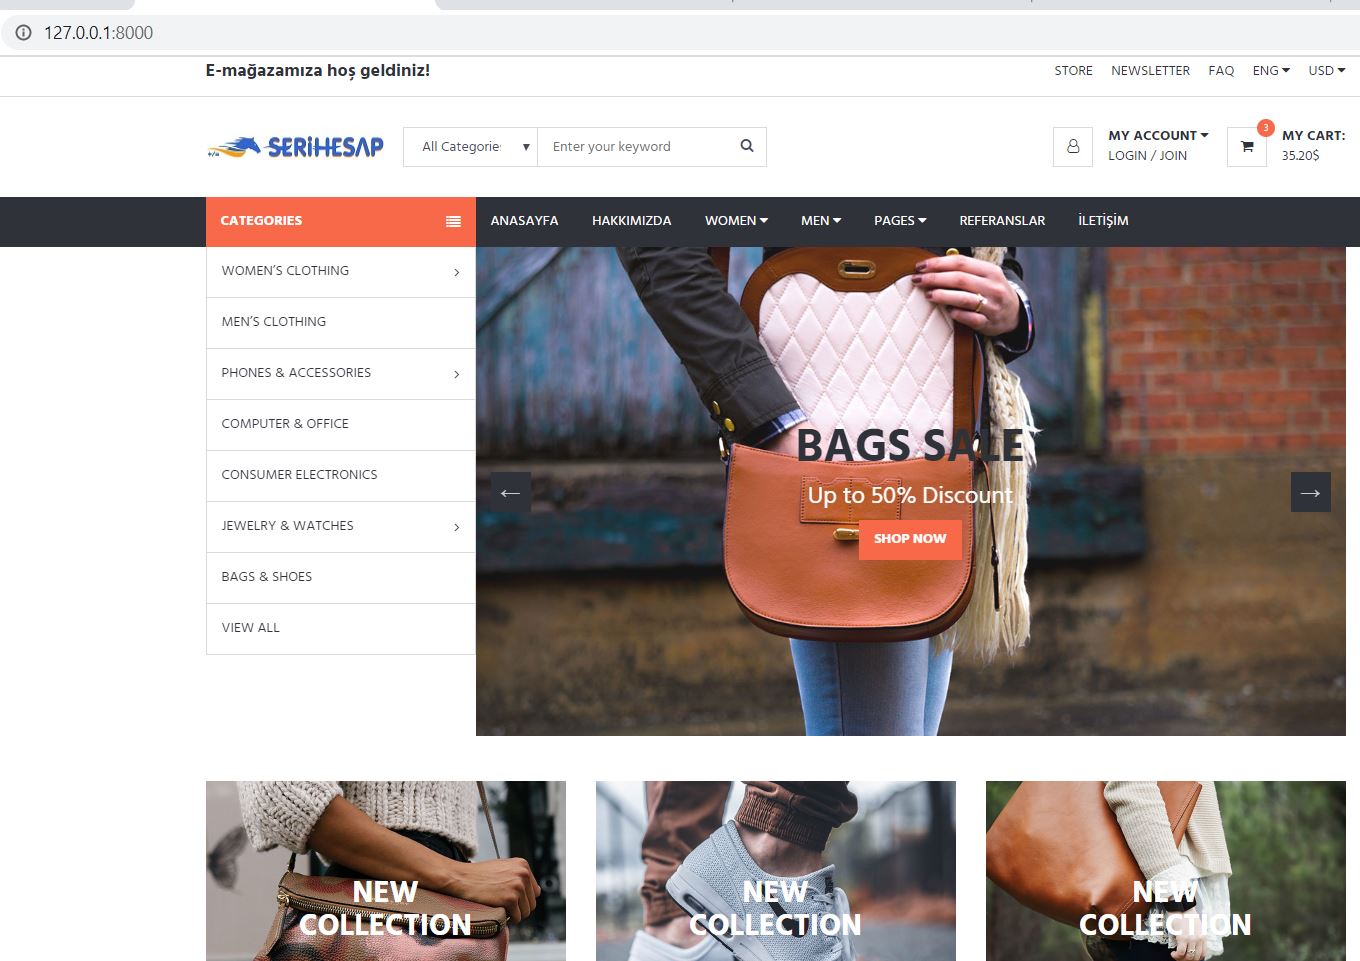 127.0.0.1:8000
E-mağazamıza hoş geldiniz!
STORE NEWSLETTER FAQ ENG USD
SERİHESAP
All Categorie
Enter your keyword
MY ACCOUNT
LOGIN / JOIN
3
MY CART:
35.20$
CATEGORIES
ANASAYFA HAKKIMIZDA WOMEN MEN PAGES REFERANSLAR İLETİŞİM
WOMEN'S CLOTHING
MEN'S CLOTHING
PHONES & ACCESSORIES
COMPUTER & OFFICE
CONSUMER ELECTRONICS
JEWELRY & WATCHES
BAGS & SHOES
VIEW ALL
BAGS SALE
Up to 50% Discount
SHOP NOW
NEW
COLLECTION
NEW
COLLECTION
NEW
COLLECTION